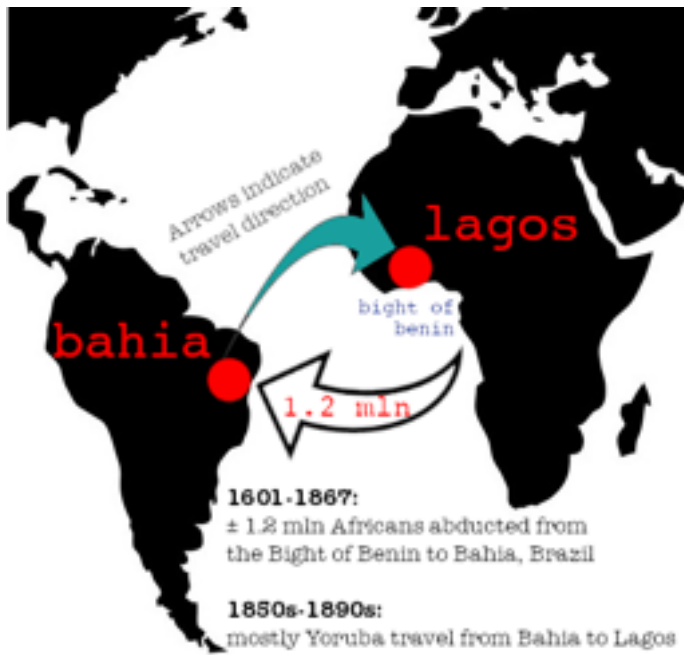 Arrows indicate
travel direction
lagos
bight of
benin
bahia
1.2 mln
1601-1867:
± 1.2 mln Africans abducted from
the Bight of Benin to Bahia, Brazil
1850s-1890s:
mostly Yoruba travel from Bahia to Lagos